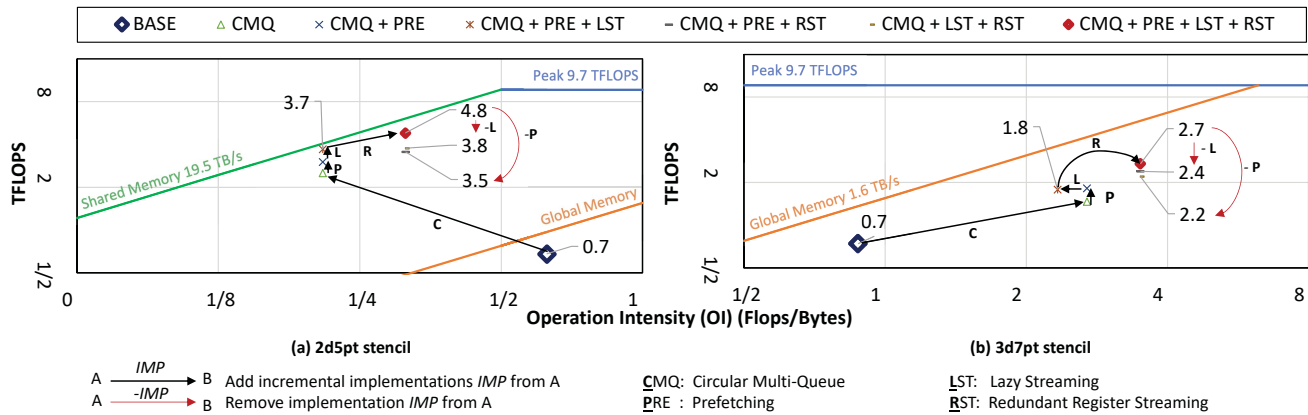 BASE CMQ CMQ + PRE CMQ + PRE + LST CMQ + PRE + RST CMQ + LST + RST CMQ + PRE + LST + RST
TFLOPS
8
2
1/2
Peak 9.7 TFLOPS
3.7
4.8
-L
-P
3.8
3.5
L
R
P
C
Shared Memory 19.5 TB/s
Global Memory
0.7
0 1/8 1/4 1/2 1
TFLOPS
8
2
1/2
Peak 9.7 TFLOPS
1.8
2.7
R
- L
- P
2.4
2.2
L
P
C
Global Memory 1.6 TB/s
0.7
1/2 1 2 4 8
Operation Intensity (OI) (Flops/Bytes)
(a) 2d5pt stencil
(b) 3d7pt stencil
A IMP B Add incremental implementations IMP from A
A -IMP B Remove implementation IMP from A
CMQ: Circular Multi-Queue
PRE : Prefetching
LST: Lazy Streaming
RST: Redundant Register Streaming